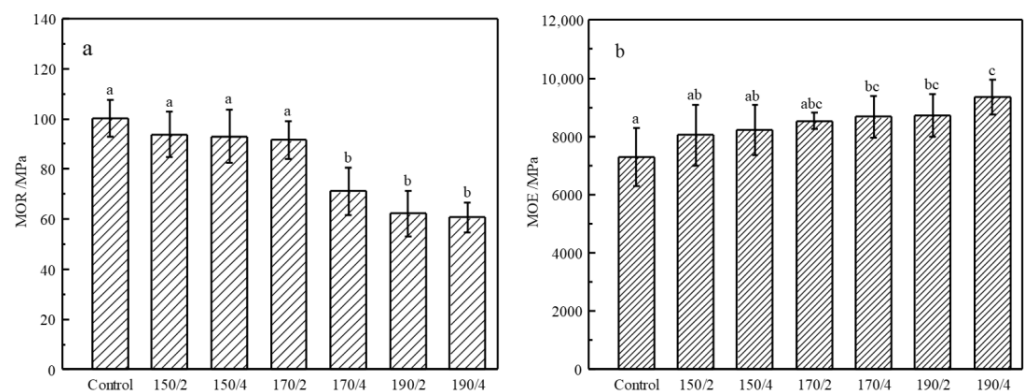 140
120
100
80
60
40
20
0
MOR /MPa
a
a
a
a
a
b
b
b
Control 150/2 150/4 170/2 170/4 190/2 190/4
12,000
10,000
8000
6000
4000
2000
0
MOE /MPa
b
a
ab
ab
abc
bc
bc
c
Control 150/2 150/4 170/2 170/4 190/2 190/4